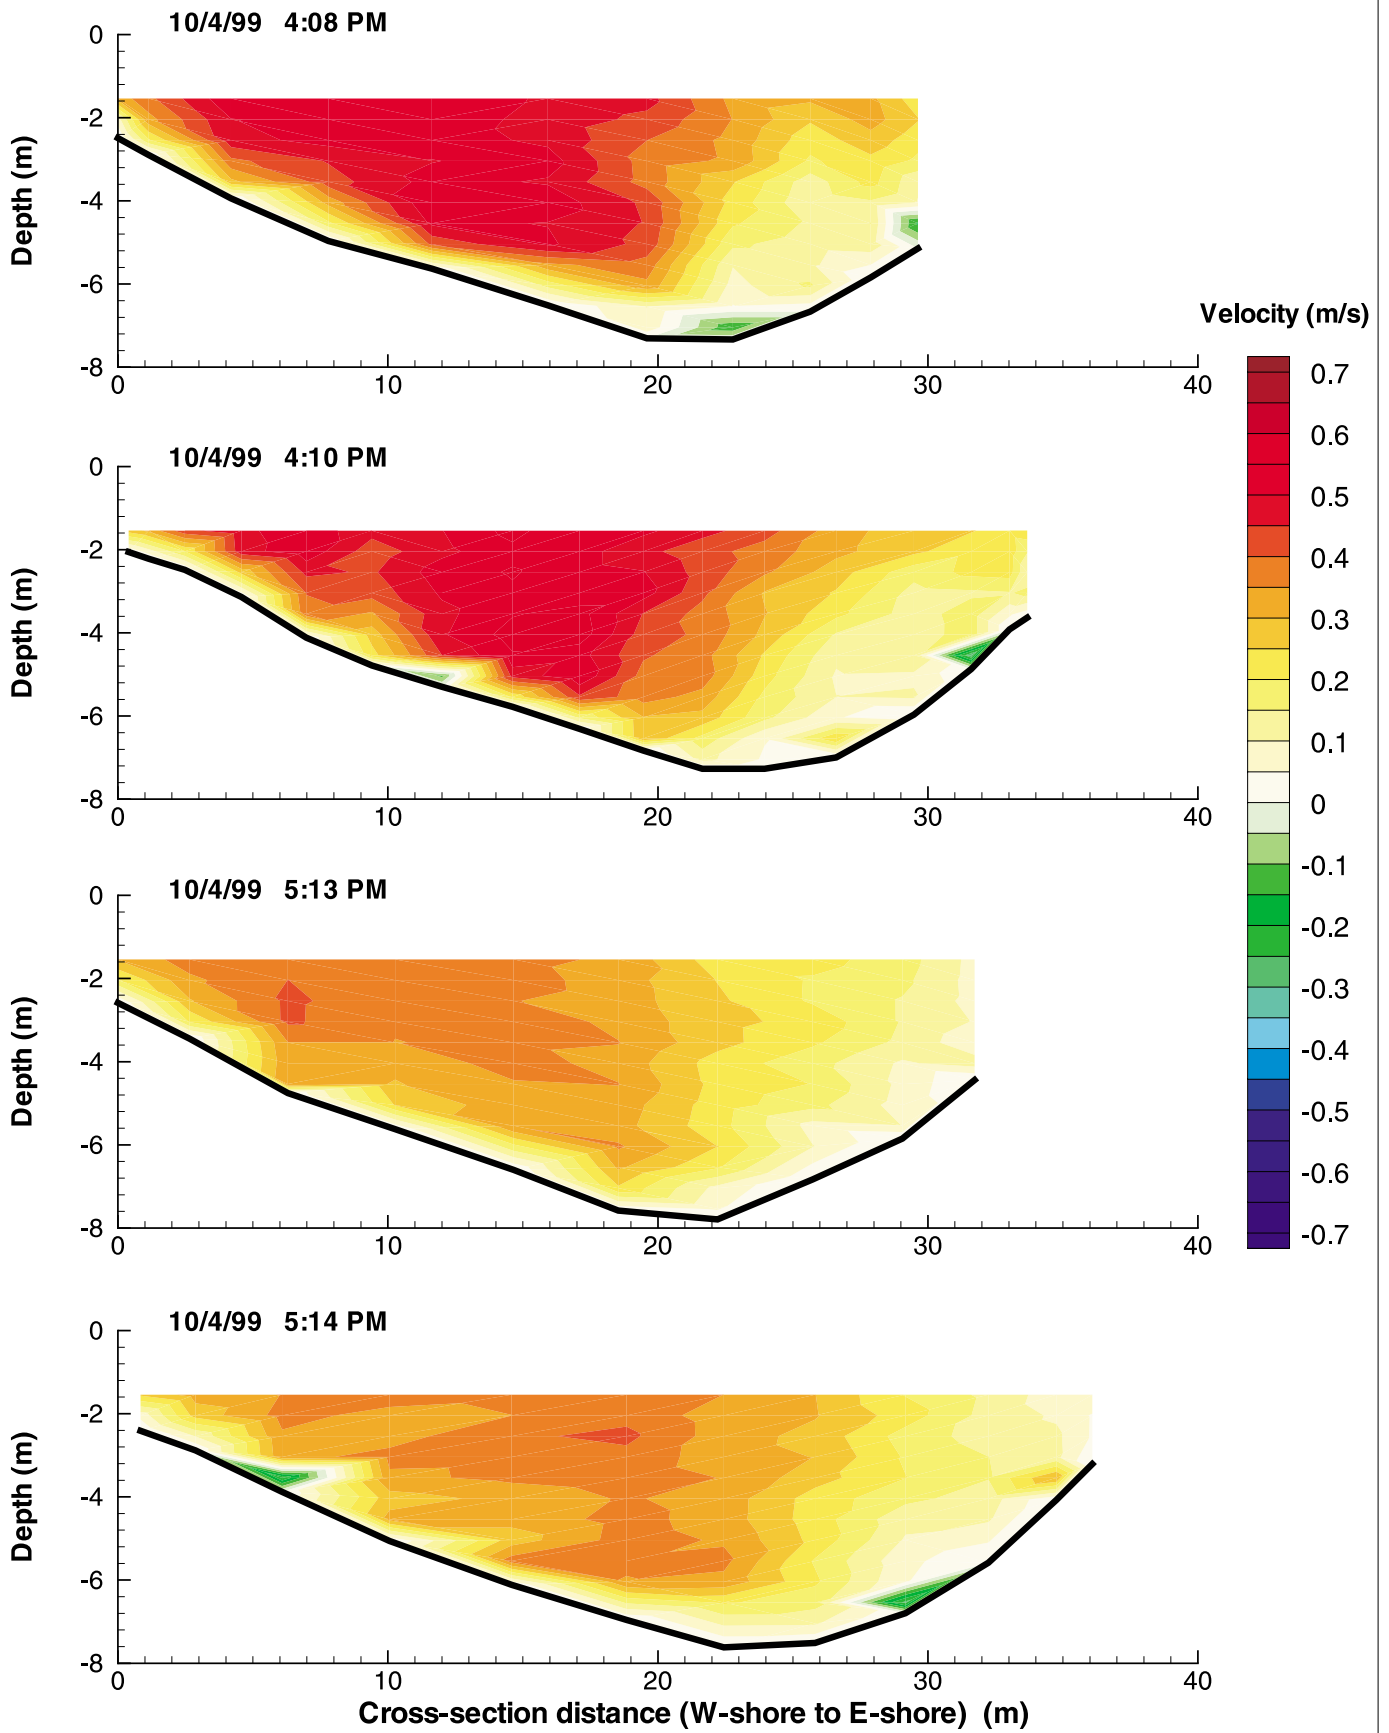 10/4/99 4:08 PM
0
-2
-4
-6
-8
Depth (m)
0 10 20 30 40
Velocity (m/s)
0.7
0.6
0.5
0.4
0.3
0.2
0.1
0
-0.1
-0.2
-0.3
-0.4
-0.5
-0.6
-0.7
10/4/99 4:10 PM
0
-2
-4
-6
-8
Depth (m)
0 10 20 30 40
10/4/99 5:13 PM
0
-2
-4
-6
-8
Depth (m)
0 10 20 30 40
10/4/99 5:14 PM
0
-2
-4
-6
-8
Depth (m)
0 10 20 30 40
Cross-section distance (W-shore to E-shore) (m)